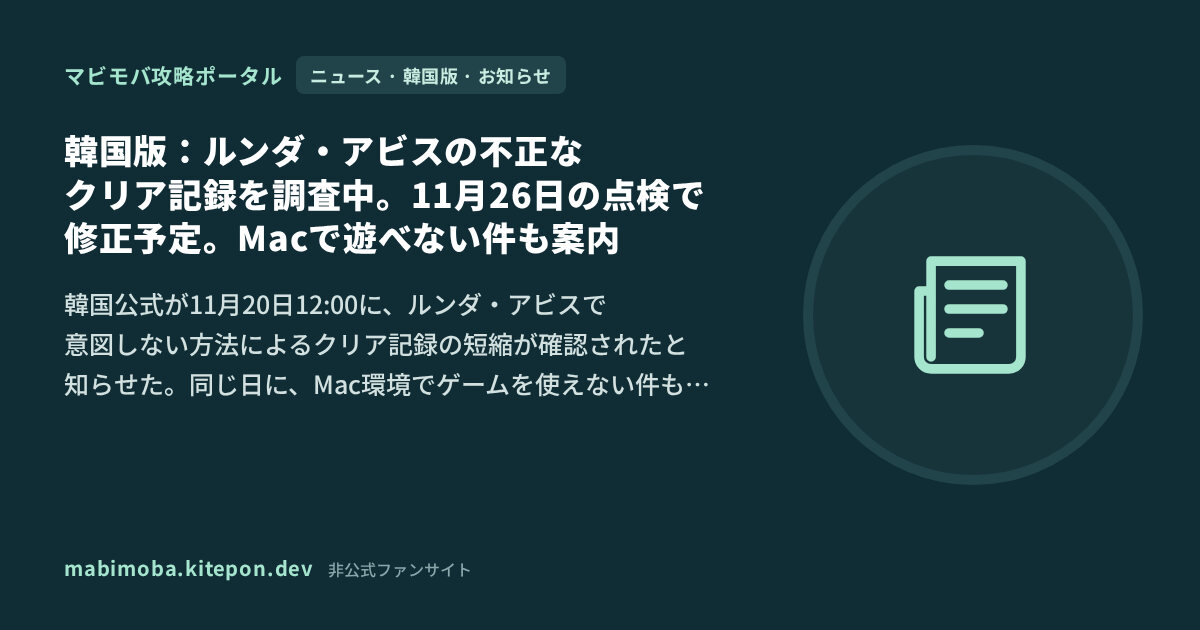 マビモバ攻略ポータル
ニュース · 韓国版 · お知らせ
韓国版：ルンダ・アビスの不正な
クリア記録を調査中。11月26日の点検で
修正予定。Macで遊べない件も案内
韓国公式が11月20日12:00に、ルンダ・アビスで
意図しない方法によるクリア記録の短縮が確認されたと
知らせた。同じ日に、Mac環境でゲームを使えない件も…
mabimoba.kitepon.dev
非公式ファンサイト